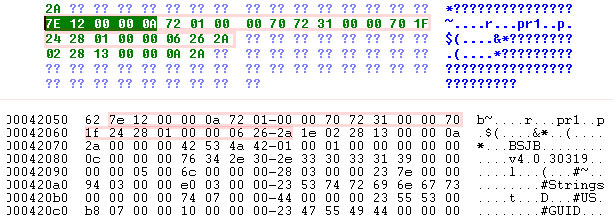 2A ?? ?? ?? ?? ?? ?? ?? ?? ?? ?? ?? ?? ?? ?? ?? *???????????????
7E 12 00 00 0A 72 01 00 00 70 72 31 00 00 70 1F ~....r...pr1..p.
24 28 01 00 00 06 26 2A ?? ?? ?? ?? ?? ?? ?? ?? $(....&*????????
02 28 13 00 00 0A 2A ?? ?? ?? ?? ?? ?? ?? ?? ?? .(....*?????????
?? ?? ?? ?? ?? ?? ?? ?? ?? ?? ?? ?? ?? ?? ?? ?? ????????????????
?? ?? ?? ?? ?? ?? ?? ?? ?? ?????????
00042050 62 7e 12 00 00 0a 72 01-00 00 70 72 31 00 00 70 b~....r...pr1..p
00042060 1f 24 28 01 00 00 06 26-2a 1e 02 28 13 00 00 0a .$(....&*..(....
00042070 2a 00 00 00 42 53 4a 42-01 00 01 00 00 00 00 00 *...BSJB........
00042080 0c 00 00 00 76 34 2e 30-2e 33 30 33 31 39 00 00 ....v4.0.30319..
00042090 00 00 05 00 6c 00 00 00-28 03 00 00 23 7e 00 00 ....l...(...#~..
000420a0 94 03 00 00 e0 03 00 00-23 53 74 72 69 6e 67 73 ........#Strings
000420b0 00 00 00 00 74 07 00 00-44 00 00 00 23 55 53 00 ....t...D...#US.
000420c0 b8 07 00 00 10 00 00 00-23 47 55 49 44 00 00 00 ........#GUID...